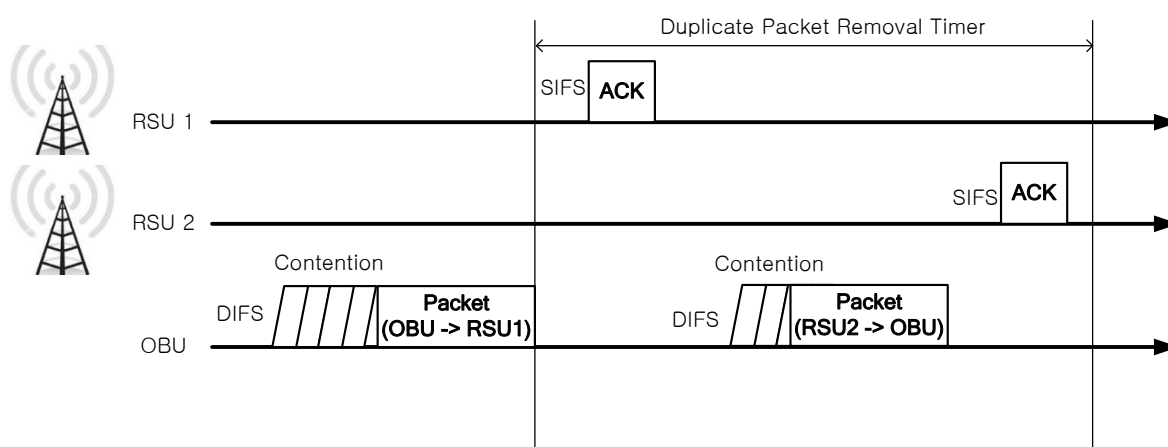 Duplicate Packet Removal Timer
SIFS ACK
RSU 1
SIFS ACK
RSU 2
Contention Contention
DIFS Packet
(OBU -> RSU1)
DIFS Packet
(RSU2 -> OBU)
OBU